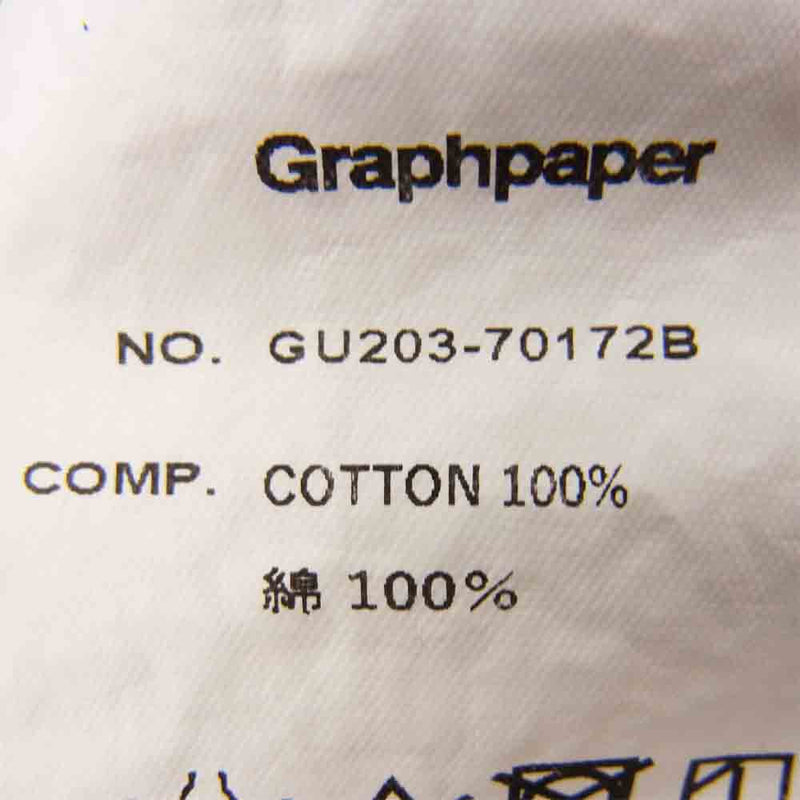 Graphpaper
NO. GU203-70172B
COMP. COTTON 100%
綿 100%